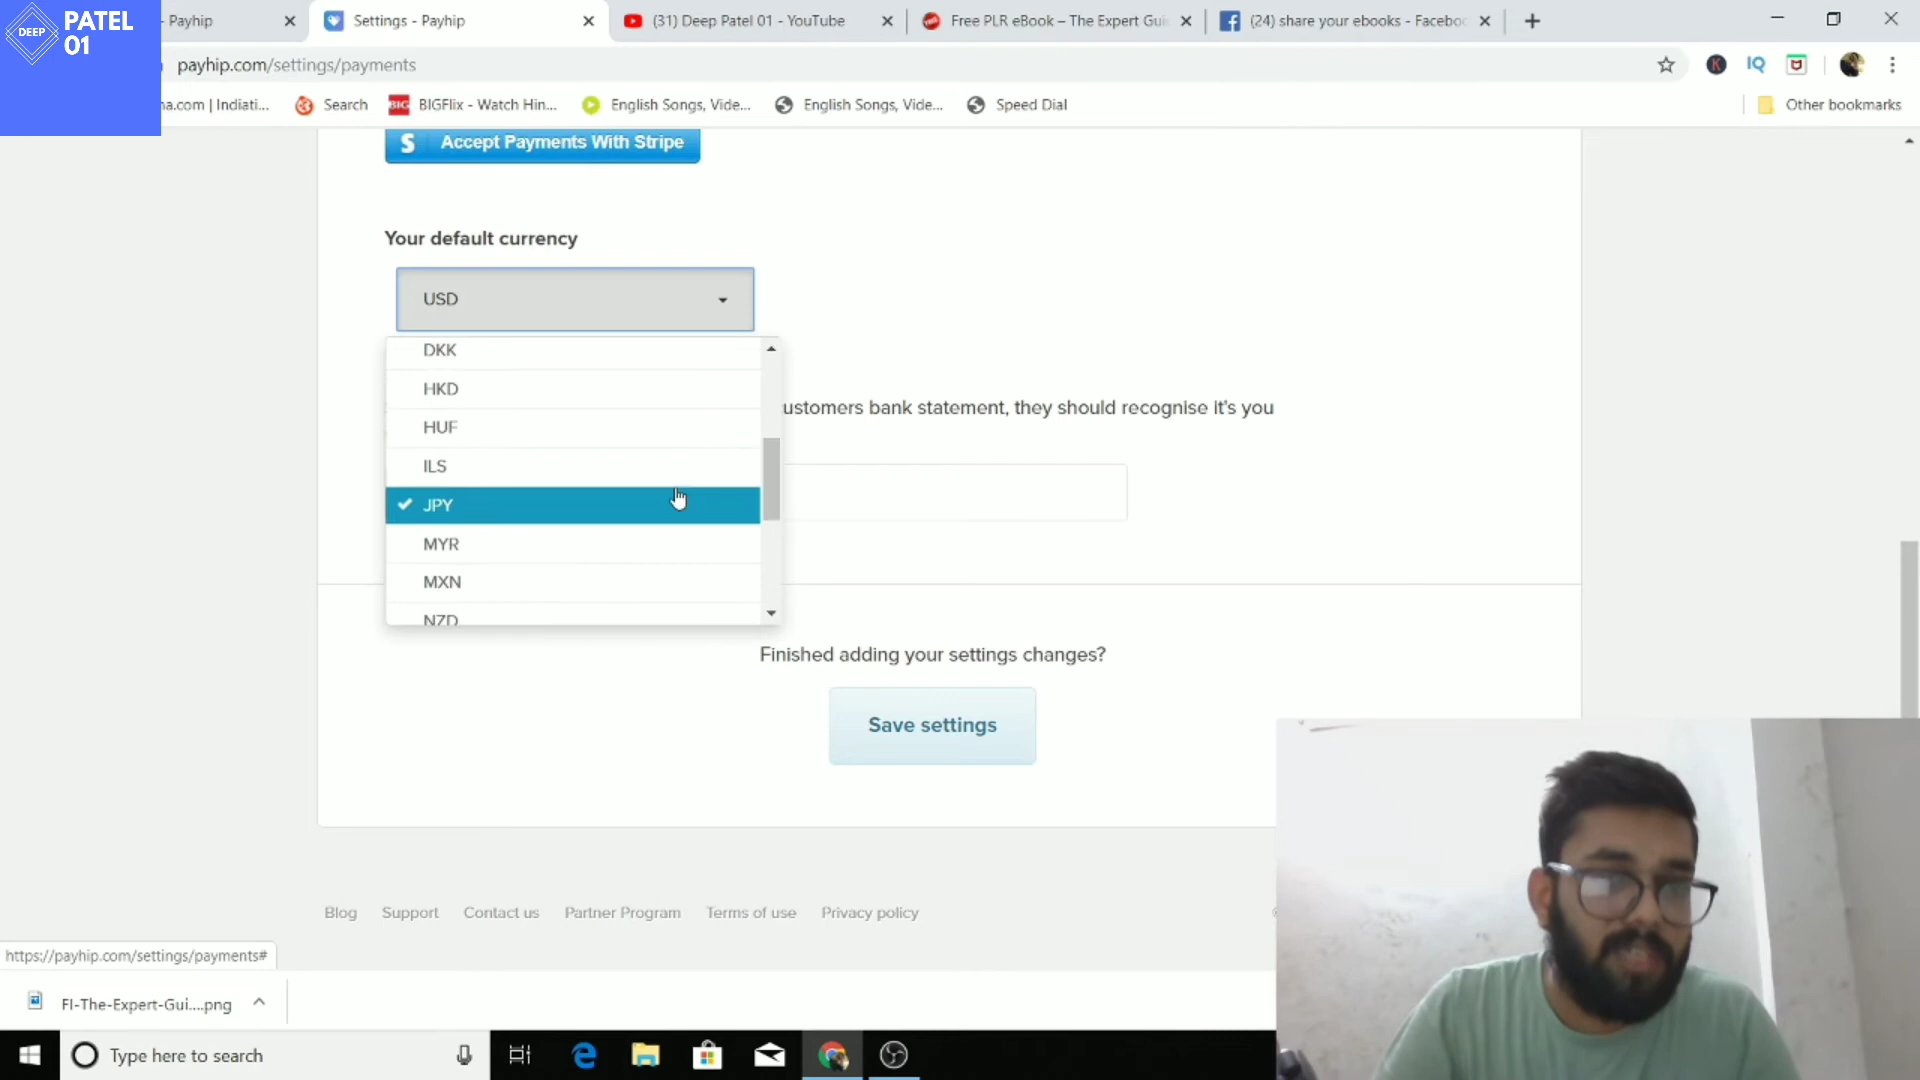 DEEP
PATEL
01
- Payhip
Settings - Payhip
(31) Deep Patel 01 - YouTube
Free PLR eBook – The Expert Gui
(24) share your ebooks - Faceboo
payhip.com/settings/payments
IQ
na.com | Indiati...
Search
BIG
BIGFlix - Watch Hin...
English Songs, Vide...
English Songs, Vide...
Speed Dial
Other bookmarks
S
Accept Payments With Stripe
Your default currency
USD
DKK
HKD
HUF
ILS
JPY
MYR
MXN
NZD
ustomers bank statement, they should recognise it's you
Finished adding your settings changes?
Save settings
Blog
Support
Contact us
Partner Program
Terms of use
Privacy policy
https://payhip.com/settings/payments#
FI-The-Expert-Gui....png
Type here to search